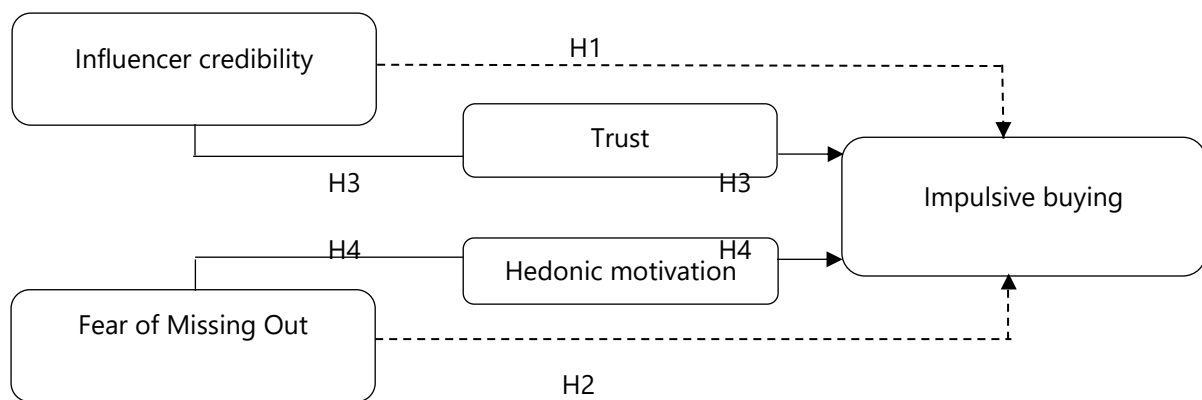 Influencer credibility
H1
Trust
H3
H3
Impulsive buying
H4
H4
Hedonic motivation
Fear of Missing Out
H2